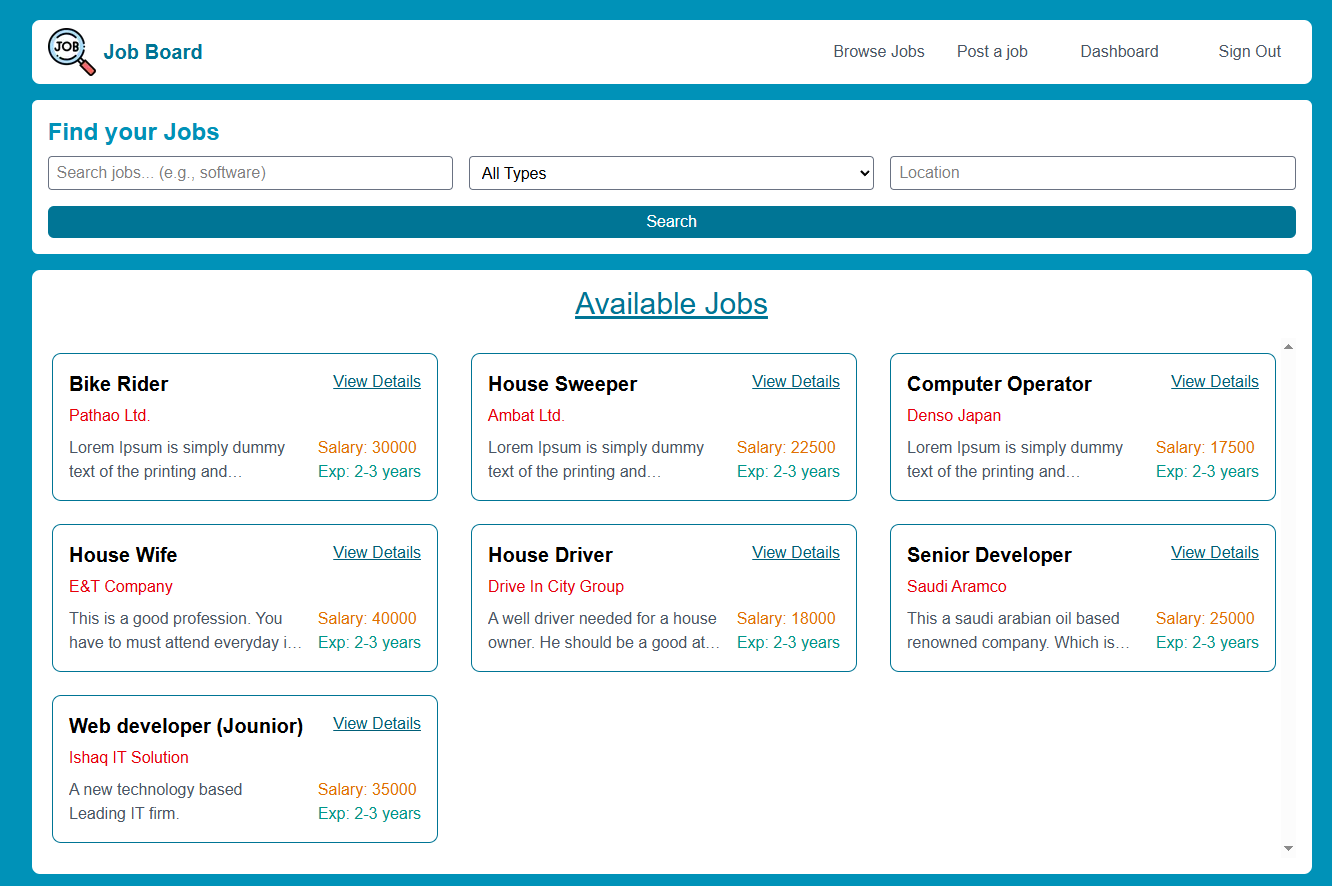 JOB
Job Board
Browse Jobs
Post a job
Dashboard
Sign Out
Find your Jobs
Search jobs... (e.g., software)
All Types
Location
Search
Available Jobs
Bike Rider
View Details
Pathao Ltd.
Lorem Ipsum is simply dummy
text of the printing and...
Salary: 30000
Exp: 2-3 years
House Sweeper
View Details
Ambat Ltd.
Lorem Ipsum is simply dummy
text of the printing and...
Salary: 22500
Exp: 2-3 years
Computer Operator
View Details
Denso Japan
Lorem Ipsum is simply dummy
text of the printing and...
Salary: 17500
Exp: 2-3 years
House Wife
View Details
E&T Company
This is a good profession. You
have to must attend everyday i...
Salary: 40000
Exp: 2-3 years
House Driver
View Details
Drive In City Group
A well driver needed for a house
owner. He should be a good at...
Salary: 18000
Exp: 2-3 years
Senior Developer
View Details
Saudi Aramco
This a saudi arabian oil based
renowned company. Which is...
Salary: 25000
Exp: 2-3 years
Web developer (Jounior)
View Details
Ishaq IT Solution
A new technology based
Leading IT firm.
Salary: 35000
Exp: 2-3 years